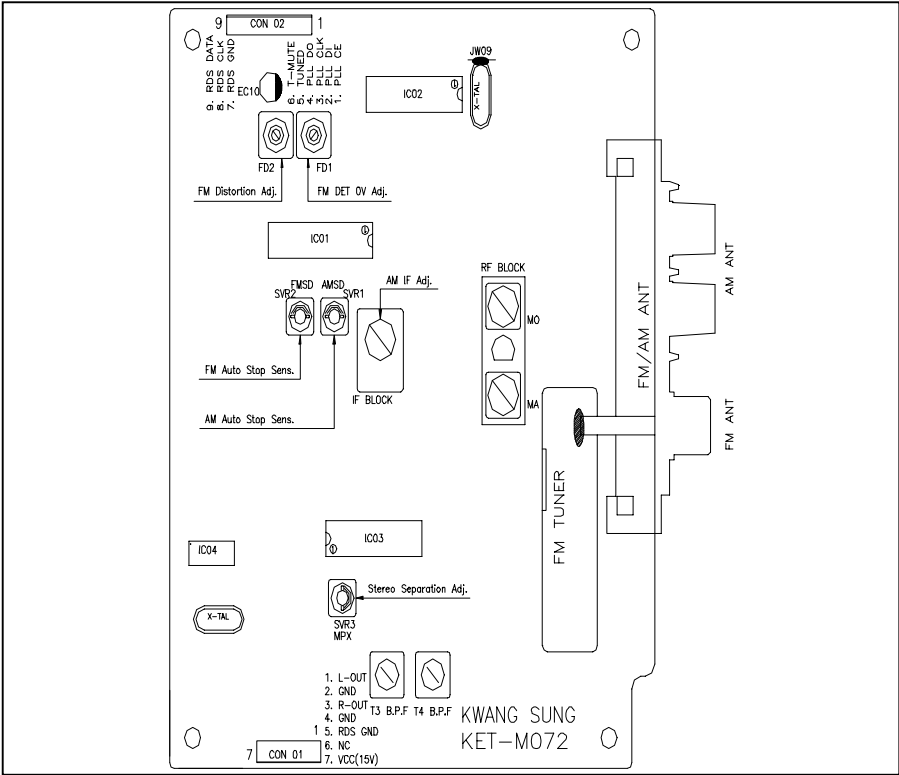 9 CON 02 1
9. RDS DATA
8. RDS CLK
7. RDS GND
6. T-MUTE
5. TUNED
4. PLL DO
3. PLL CLK
2. PLL DI
1. PLL CE
EC10
IC02
JW09
X-TAL
FD2
FD1
FM Distortion Adj.
FM DET 0V Adj.
IC01
FMSD
AMSD
SVR2
SVR1
AM IF Adj.
IF BLOCK
FM Auto Stop Sens.
AM Auto Stop Sens.
RF BLOCK
MO
MA
FM/AM ANT
AM ANT
FM ANT
FM TUNER
IC04
IC03
X-TAL
Stereo Separation Adj.
SVR3
MPX
1. L-OUT
2. GND
3. R-OUT
4. GND
5. RDS GND
6. NC
7. VCC(15V)
T3 B.P.F
T4 B.P.F
1
7 CON 01
KWANG SUNG
KET-M072